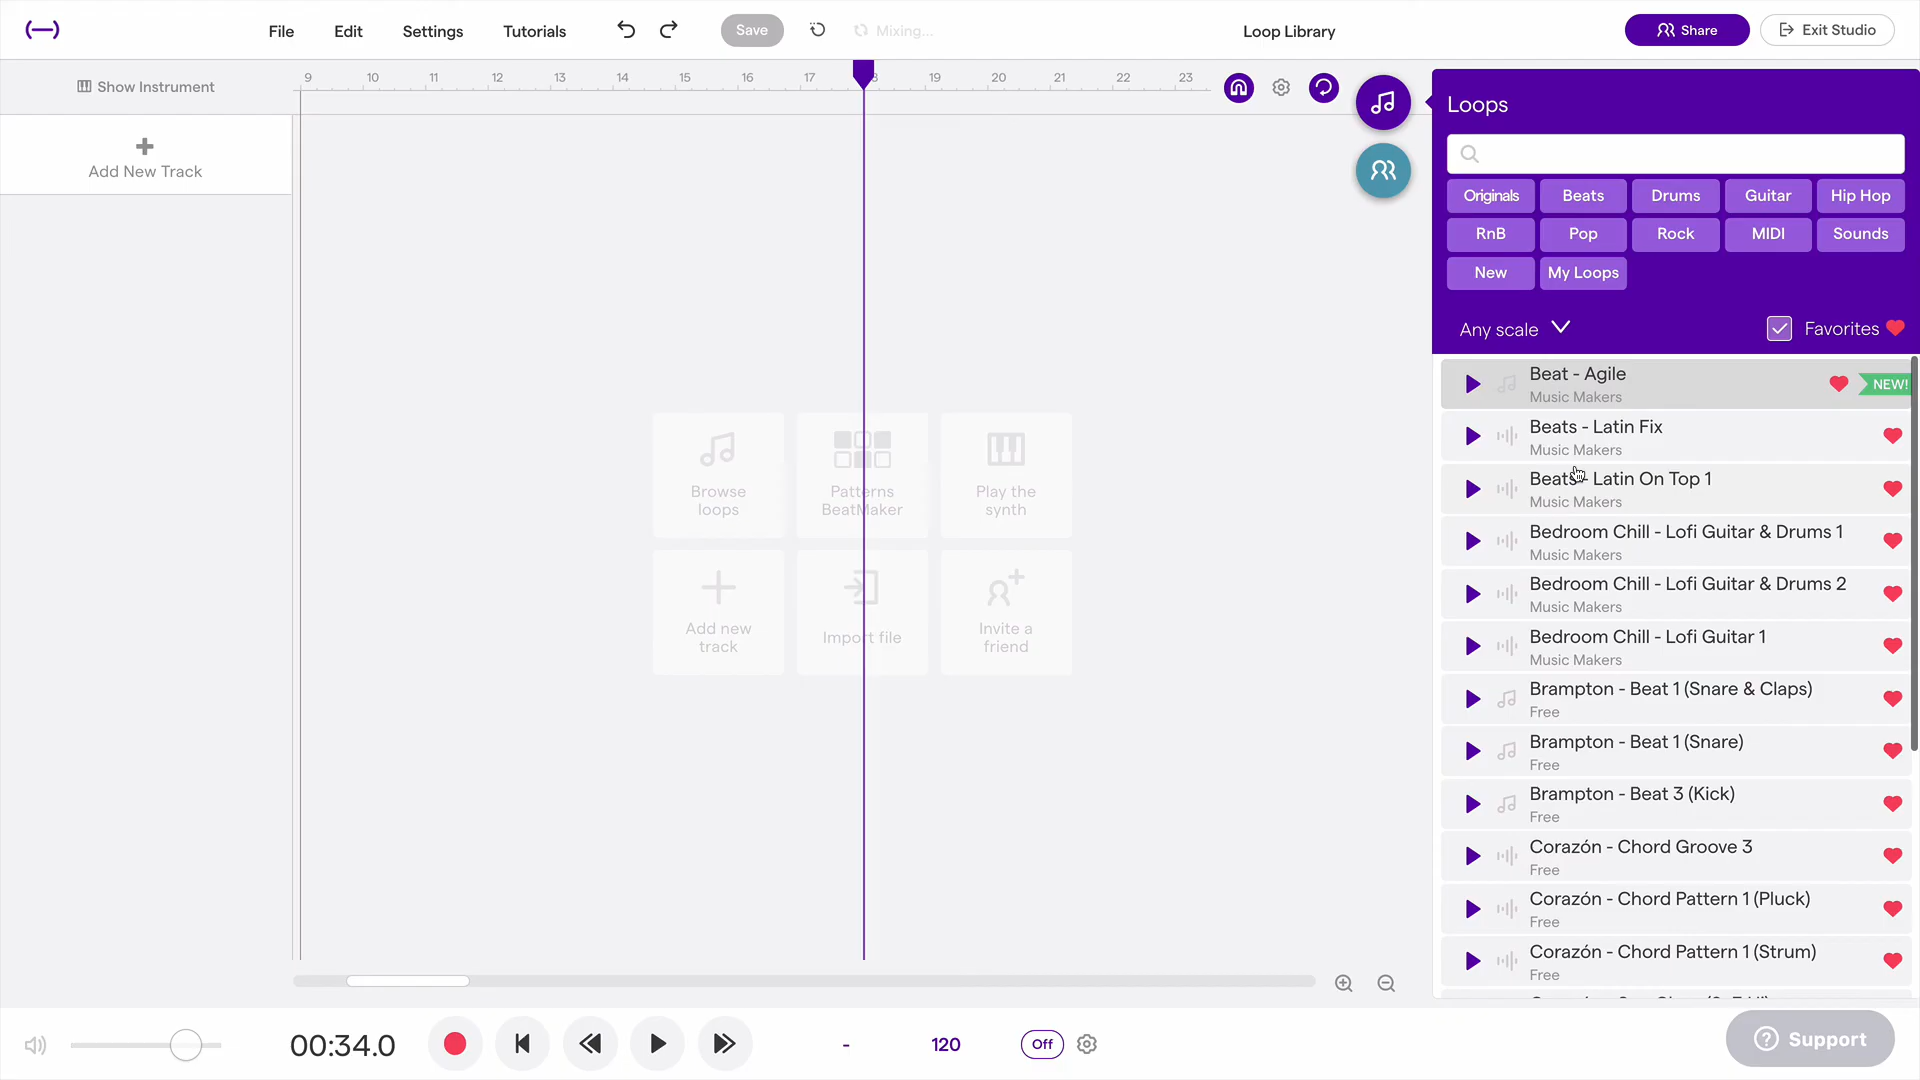 File
Edit
Settings
Tutorials
Save
Mixing...
Loop Library
Share
Exit Studio
Show Instrument
9
10
11
12
13
14
15
16
17
19
20
21
22
23
Add New Track
Loops
Originals
Beats
Drums
Guitar
Hip Hop
RnB
Pop
Rock
MIDI
Sounds
New
My Loops
Any scale
Favorites
Beat - Agile
Music Makers
NEW!
Beats - Latin Fix
Music Makers
Beats - Latin On Top 1
Music Makers
Bedroom Chill - Lofi Guitar & Drums 1
Music Makers
Bedroom Chill - Lofi Guitar & Drums 2
Music Makers
Bedroom Chill - Lofi Guitar 1
Music Makers
Brampton - Beat 1 (Snare & Claps)
Free
Brampton - Beat 1 (Snare)
Free
Brampton - Beat 3 (Kick)
Free
Corazón - Chord Groove 3
Free
Corazón - Chord Pattern 1 (Pluck)
Free
Corazón - Chord Pattern 1 (Strum)
Free
Browse
loops
Patterns
BeatMaker
Play the
synth
Add new
track
Import file
Invite a
friend
00:34.0
-
120
Off
Support